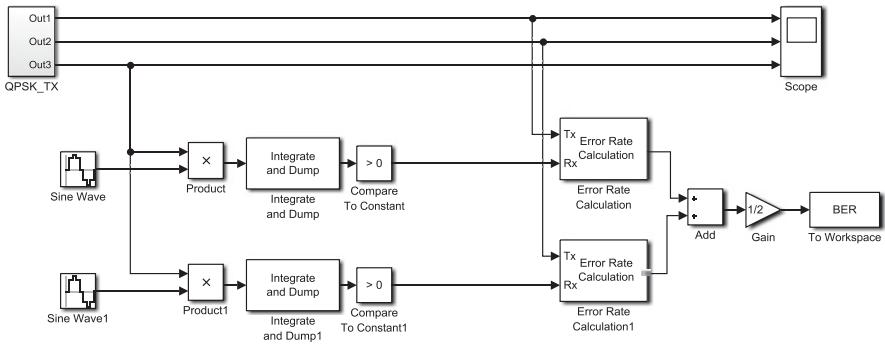 Out1
Out2
Out3
QPSK_TX
Scope
Sine Wave
×
Product
Integrate
and Dump
Integrate
and Dump
> 0
Compare
To Constant
Tx
Rx
Error Rate
Calculation
Error Rate
Calculation
+
+
Add
1/2
Gain
BER
To Workspace
Sine Wave1
×
Product1
Integrate
and Dump
Integrate
and Dump1
> 0
Compare
To Constant1
Tx
Rx
Error Rate
Calculation
Error Rate
Calculation1